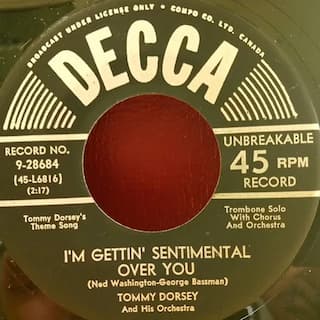 BROADCAST UNDER LICENSE ONLY • COMPO CO. LTD. CANADA
DECCA
RECORD NO.
9-28684
(45-L6816)
(2:17)
Tommy Dorsey's
Theme Song
UNBREAKABLE
45 RPM
RECORD
Trombone Solo
With Chorus
And Orchestra
I'M GETTIN' SENTIMENTAL
OVER YOU
(Ned Washington-George Bassman)
TOMMY DORSEY
And His Orchestra